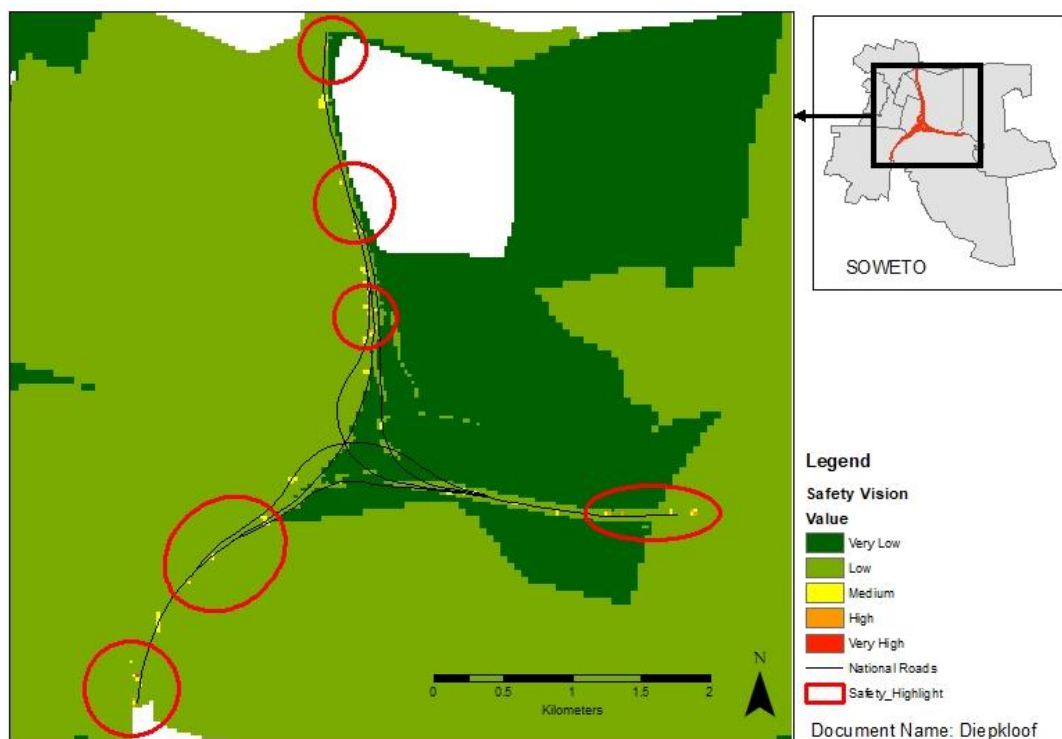 SOWETO
Legend
Safety Vision
Value
Very Low
Low
Medium
High
Very High
National Roads
Safety_Highlight
Document Name: Diepkloof
N
0 0.5 1 1.5 2
Kilometers